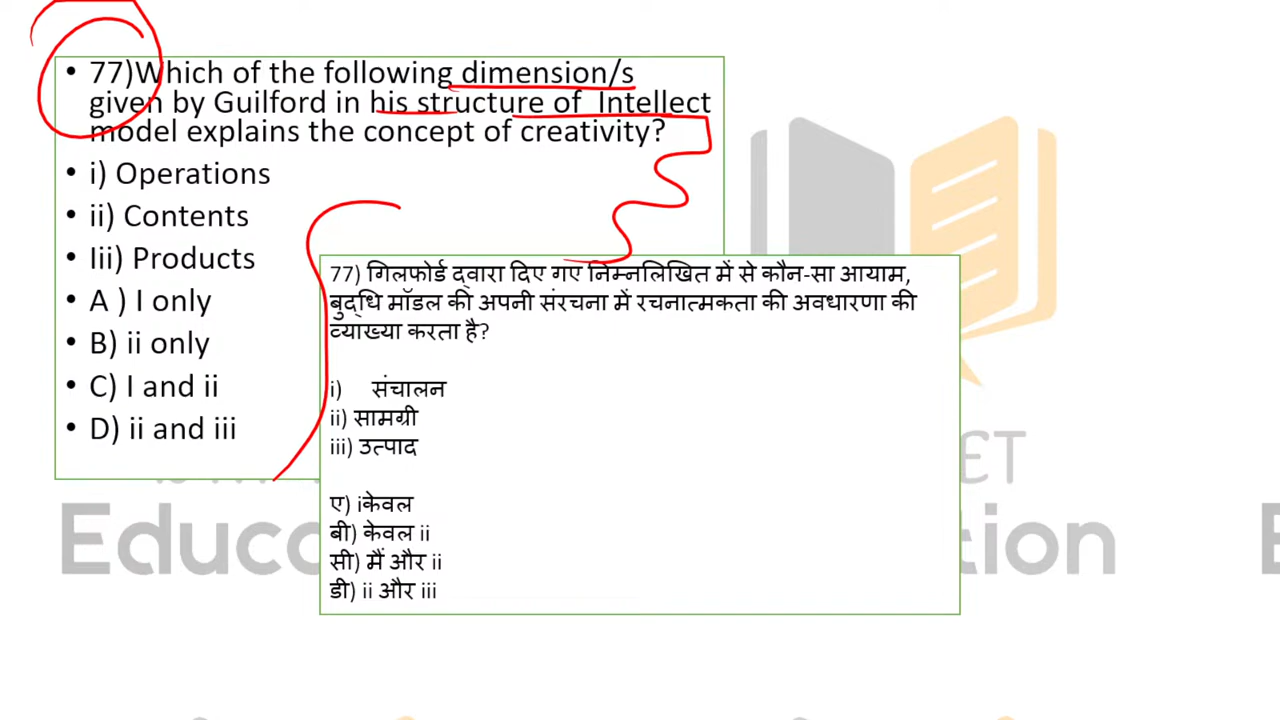 • 77)Which of the following dimension/s
given by Guilford in his structure of Intellect
model explains the concept of creativity?
• i) Operations
• ii) Contents
• Iii) Products
• A ) I only
• B) ii only
• C) I and ii
• D) ii and iii
77) गिलफोर्ड द्वारा दिए गए निम्नलिखित में से कौन-सा आयाम,
बुद्धि मॉडल की अपनी संरचना में रचनात्मकता की अवधारणा की
व्याख्या करता है?
i) संचालन
ii) सामग्री
iii) उत्पाद
ए) iकेवल
बी) केवल ii
सी) मैं और ii
डी) ii और iii